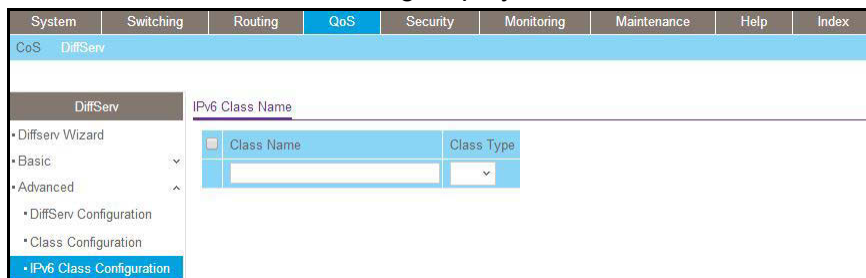 System Switching Routing QoS Security Monitoring Maintenance Help Index
CoS DiffServ
DiffServ
Diffserv Wizard
Basic
Advanced
DiffServ Configuration
Class Configuration
IPv6 Class Configuration
IPv6 Class Name
Class Name Class Type